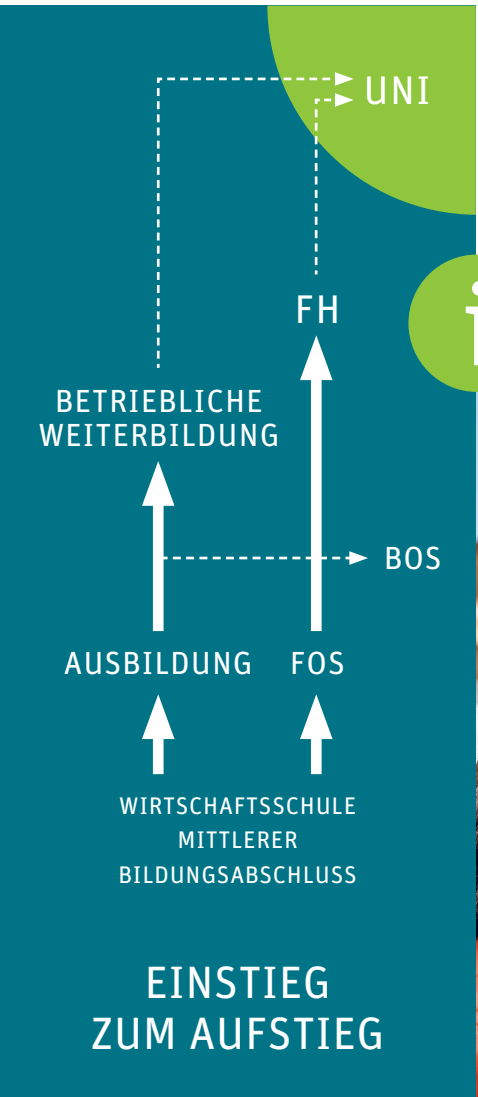 UNI
FH
i
BETRIEBLICHE
WEITERBILDUNG
BOS
AUSBILDUNG FOS
WIRTSCHAFTSSCHULE
MITTLERER
BILDUNGSABSCHLUSS
EINSTIEG
ZUM AUFSTIEG